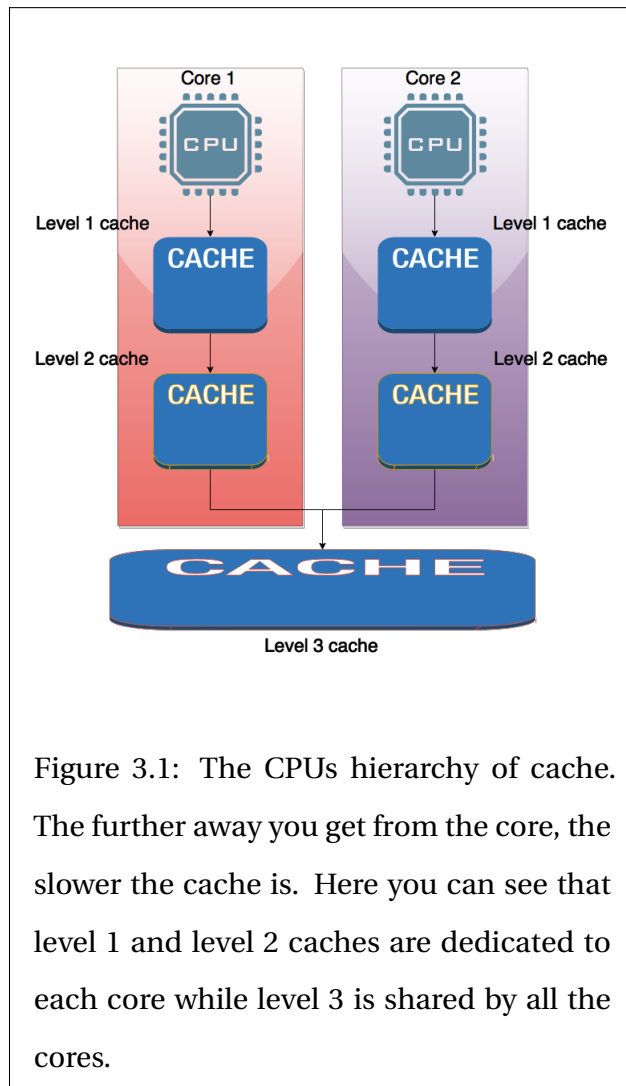 Core 1 Core 2
CPU CPU
Level 1 cache Level 1 cache
CACHE CACHE
Level 2 cache Level 2 cache
CACHE CACHE
CACHE
Level 3 cache
Figure 3.1: The CPUs hierarchy of cache.
The further away you get from the core, the
slower the cache is. Here you can see that
level 1 and level 2 caches are dedicated to
each core while level 3 is shared by all the
cores.